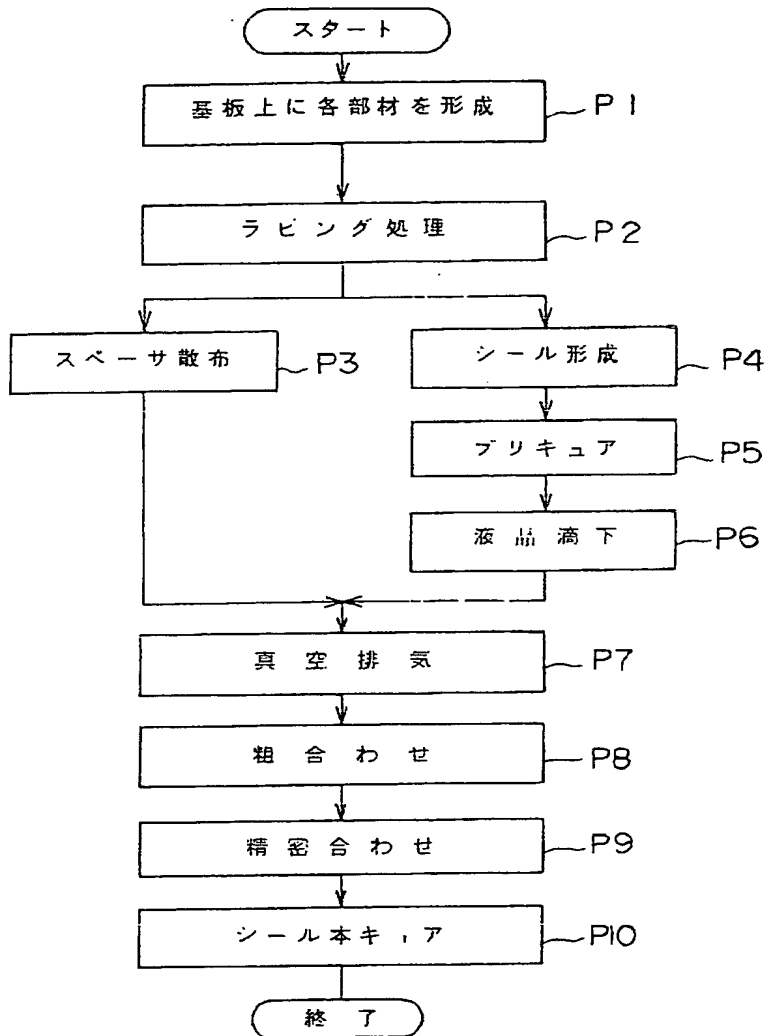 スタート
基板上に各部材を形成 P1
ラビング処理 P2
スペーサ散布 P3
シール形成 P4
プリキュア P5
液晶滴下 P6
真空排気 P7
粗合わせ P8
精密合わせ P9
シール本キュア P10
終了